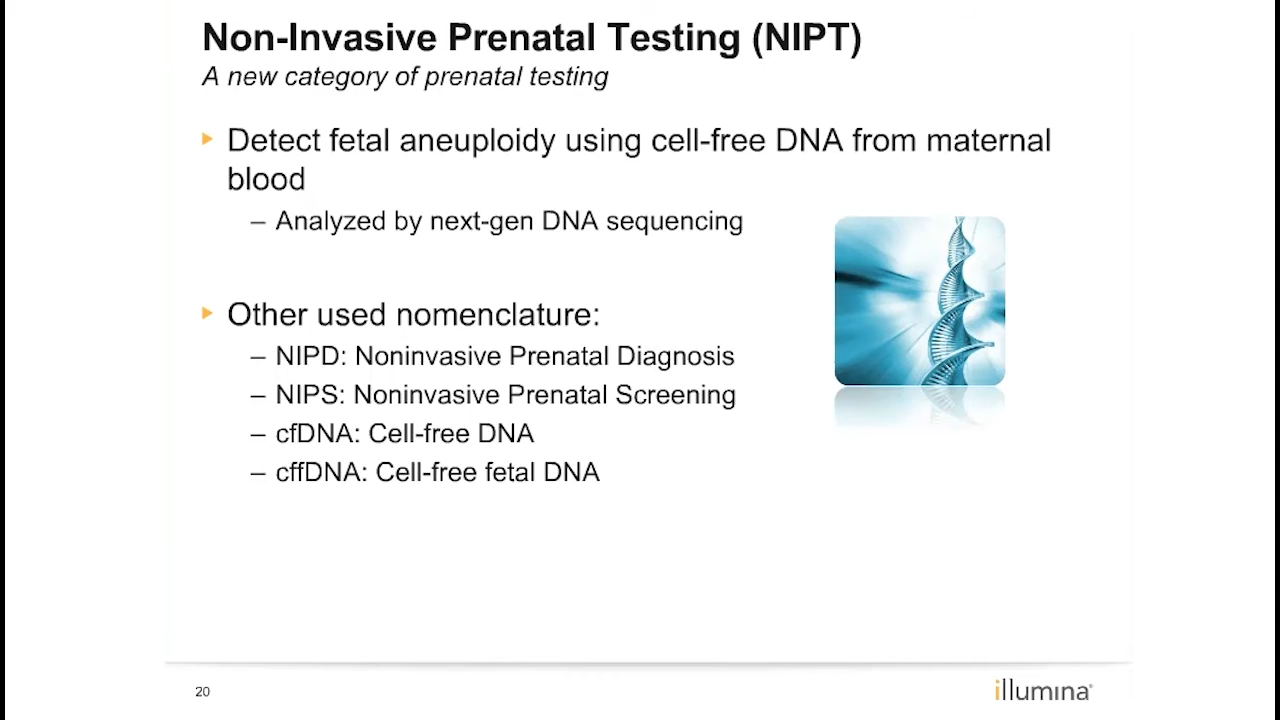 Non-Invasive Prenatal Testing (NIPT)
A new category of prenatal testing
Detect fetal aneuploidy using cell-free DNA from maternal
blood
– Analyzed by next-gen DNA sequencing
Other used nomenclature:
– NIPD: Noninvasive Prenatal Diagnosis
– NIPS: Noninvasive Prenatal Screening
– cfDNA: Cell-free DNA
– cffDNA: Cell-free fetal DNA
20
illumina®